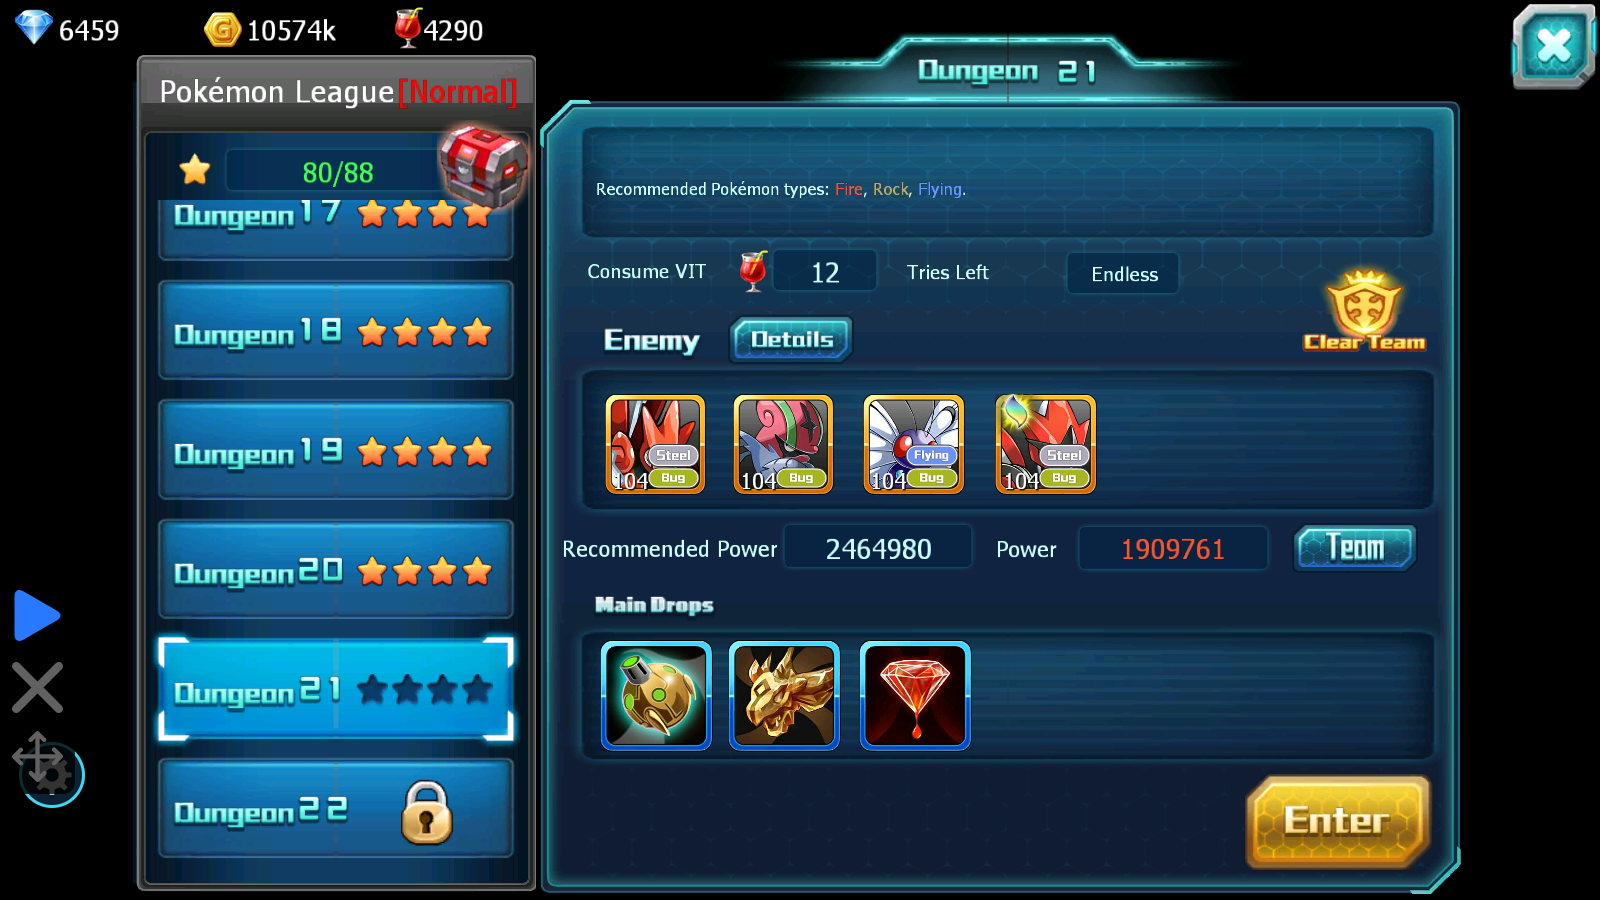 6459
10574k
4290
Pokémon League[Normal]
80/88
Dungeon 17
Dungeon 18
Dungeon 19
Dungeon 20
Dungeon 21
Dungeon 22
Dungeon 21
Recommended Pokémon types: Fire, Rock, Flying.
Consume VIT 12 Tries Left Endless
Clear Team
Enemy Details
Steel
104 Bug
104 Bug
Flying
104 Bug
Steel
104 Bug
Recommended Power 2464980 Power 1909761 Team
Main Drops
Enter